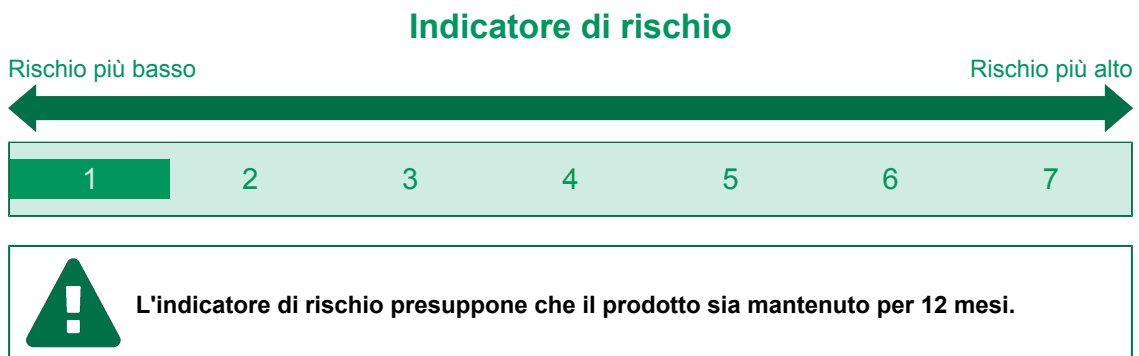 Indicatore di rischio
Rischio più basso Rischio più alto
1 2 3 4 5 6 7
L'indicatore di rischio presuppone che il prodotto sia mantenuto per 12 mesi.